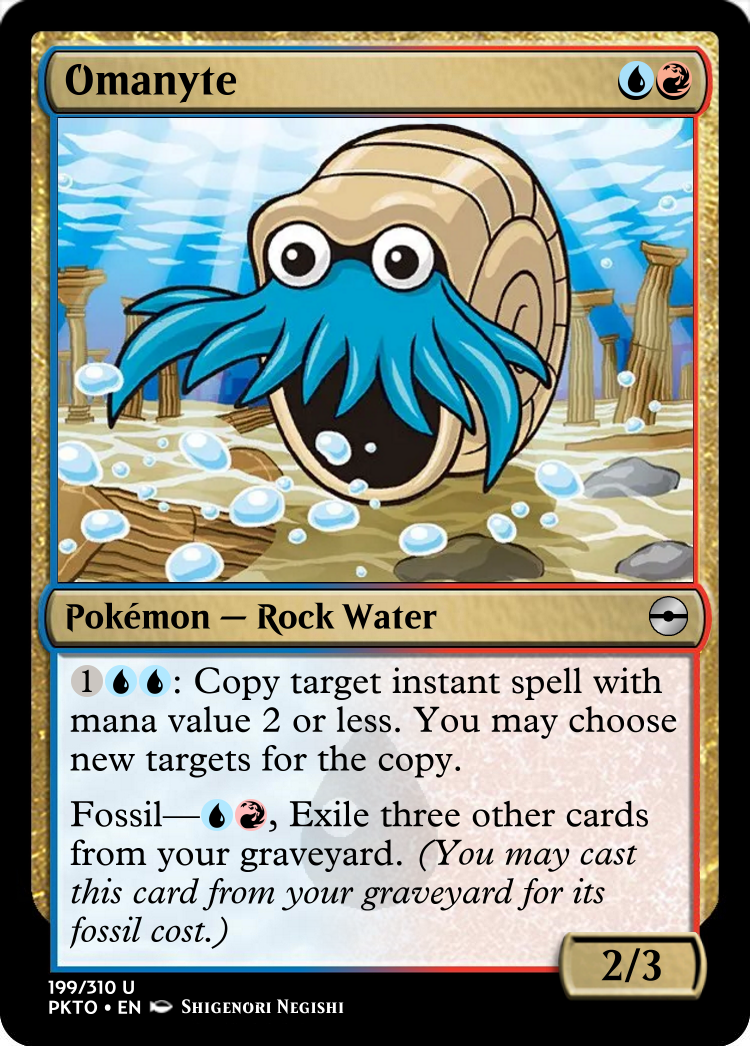 Omanyte
Pokémon — Rock Water
1: Copy target instant spell with
mana value 2 or less. You may choose
new targets for the copy.
Fossil—, Exile three other cards
from your graveyard. (You may cast
this card from your graveyard for its
fossil cost.)
2/3
199/310 U
PKTO • EN Shigenori Negishi